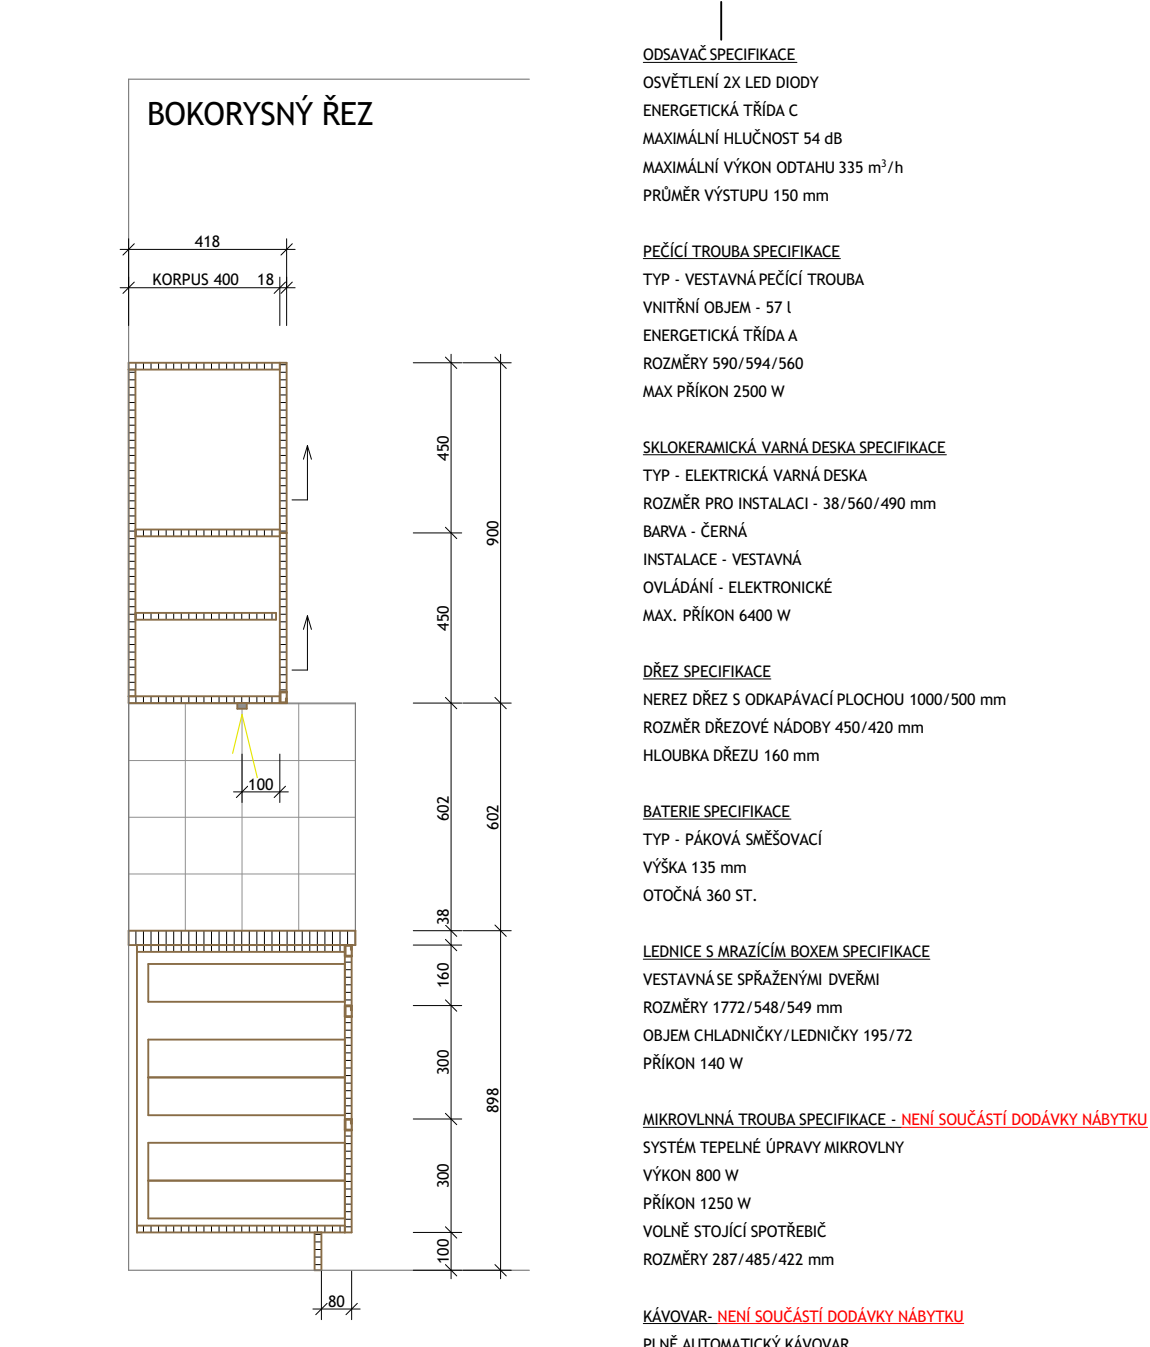 BOKORYSNÝ ŘEZ
418
KORPUS 400 18
450
900
450
100
602
602
38
160
300
898
300
100
80
ODSAVAČ SPECIFIKACE
OSVĚTLENÍ 2X LED DIODY
ENERGETICKÁ TŘÍDA C
MAXIMÁLNÍ HLUČNOST 54 dB
MAXIMÁLNÍ VÝKON ODTAHU 335 m³/h
PRŮMĚR VÝSTUPU 150 mm
PEČÍCÍ TROUBA SPECIFIKACE
TYP - VESTAVNÁ PEČÍCÍ TROUBA
VNITŘNÍ OBJEM - 57 l
ENERGETICKÁ TŘÍDA A
ROZMĚRY 590/594/560
MAX PŘÍKON 2500 W
SKLOKERAMICKÁ VARNÁ DESKA SPECIFIKACE
TYP - ELEKTRICKÁ VARNÁ DESKA
ROZMĚR PRO INSTALACI - 38/560/490 mm
BARVA - ČERNÁ
INSTALACE - VESTAVNÁ
OVLÁDÁNÍ - ELEKTRONICKÉ
MAX. PŘÍKON 6400 W
DŘEZ SPECIFIKACE
NEREZ DŘEZ S ODKAPÁVACÍ PLOCHOU 1000/500 mm
ROZMĚR DŘEZOVÉ NÁDOBY 450/420 mm
HLOUBKA DŘEZU 160 mm
BATERIE SPECIFIKACE
TYP - PÁKOVÁ SMĚŠOVACÍ
VÝŠKA 135 mm
OTOČNÁ 360 ST.
LEDNICE S MRAZÍCÍM BOXEM SPECIFIKACE
VESTAVNÁ SE SPŘAŽENÝMI DVEŘMI
ROZMĚRY 1772/548/549 mm
OBJEM CHLADNIČKY/LEDNIČKY 195/72
PŘÍKON 140 W
MIKROVLNNÁ TROUBA SPECIFIKACE - NENÍ SOUČÁSTÍ DODÁVKY NÁBYTKU
SYSTÉM TEPELNÉ ÚPRAVY MIKROVLNY
VÝKON 800 W
PŘÍKON 1250 W
VOLNĚ STOJÍCÍ SPOTŘEBIČ
ROZMĚRY 287/485/422 mm
KÁVOVAR- NENÍ SOUČÁSTÍ DODÁVKY NÁBYTKU
PLNĚ AUTOMATICKÝ KÁVOVAR